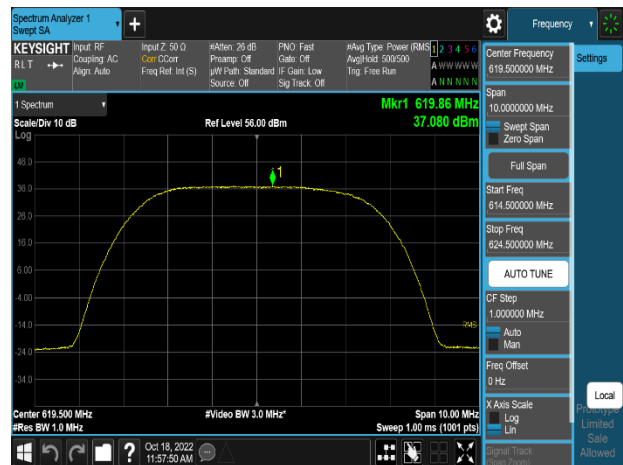 Spectrum Analyzer 1
Swept SA
+
Frequency
KEYSIGHT
RLT
LXI
Input: RF
Coupling: AC
Align: Auto
Input Z: 50 Ω
Corr CCorr
Freq Ref: Int (S)
#Atten: 26 dB
Preamp: Off
µW Path: Standard
Source: Off
PNO: Fast
Gate: Off
IF Gain: Low
Sig Track: Off
#Avg Type: Power (RMS
Avg|Hold: 500/500
Trig: Free Run
1 2 3 4 5 6
A W W W W W
A N N N N N
1 Spectrum
Scale/Div 10 dB
Log
Ref Level 56.00 dBm
Mkr1 619.86 MHz
37.080 dBm
1
46.0
36.0
26.0
16.0
6.00
-4.00
-14.0
-24.0
-34.0
RMS
Center 619.500 MHz
#Res BW 1.0 MHz
#Video BW 3.0 MHz*
Span 10.00 MHz
Sweep 1.00 ms (1001 pts)
Center Frequency
619.500000 MHz
Settings
Span
10.0000000 MHz
Swept Span
Zero Span
Full Span
Start Freq
614.500000 MHz
Stop Freq
624.500000 MHz
AUTO TUNE
CF Step
1.000000 MHz
Auto
Man
Freq Offset
0 Hz
X Axis Scale
Log
Lin
Signal Track
(Span Zoom)
Local
Prototype
Limited
Sale
Allowed
?
Oct 18, 2022
11:57:50 AM